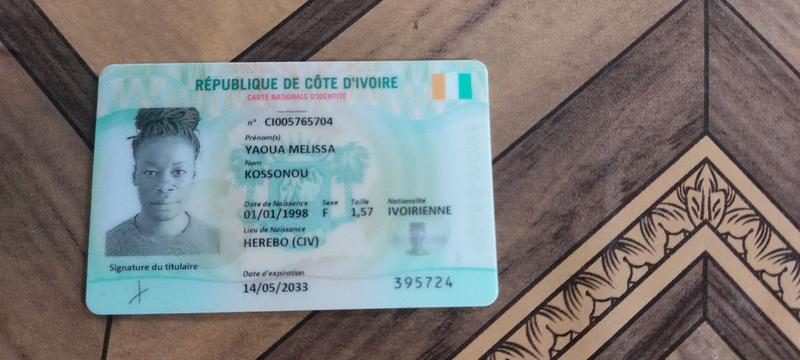 RÉPUBLIQUE DE CÔTE D'IVOIRE
CARTE NATIONALE D'IDENTITÉ
n° CI005765704
Prénom(s)
YAOUA MELISSA
Nom
KOSSONOU
Date de Naissance Sexe Taille Nationalité
01/01/1998 F 1,57 IVOIRIENNE
Lieu de Naissance
HEREBO (CIV)
Signature du titulaire
Date d'expiration
14/05/2033
395724